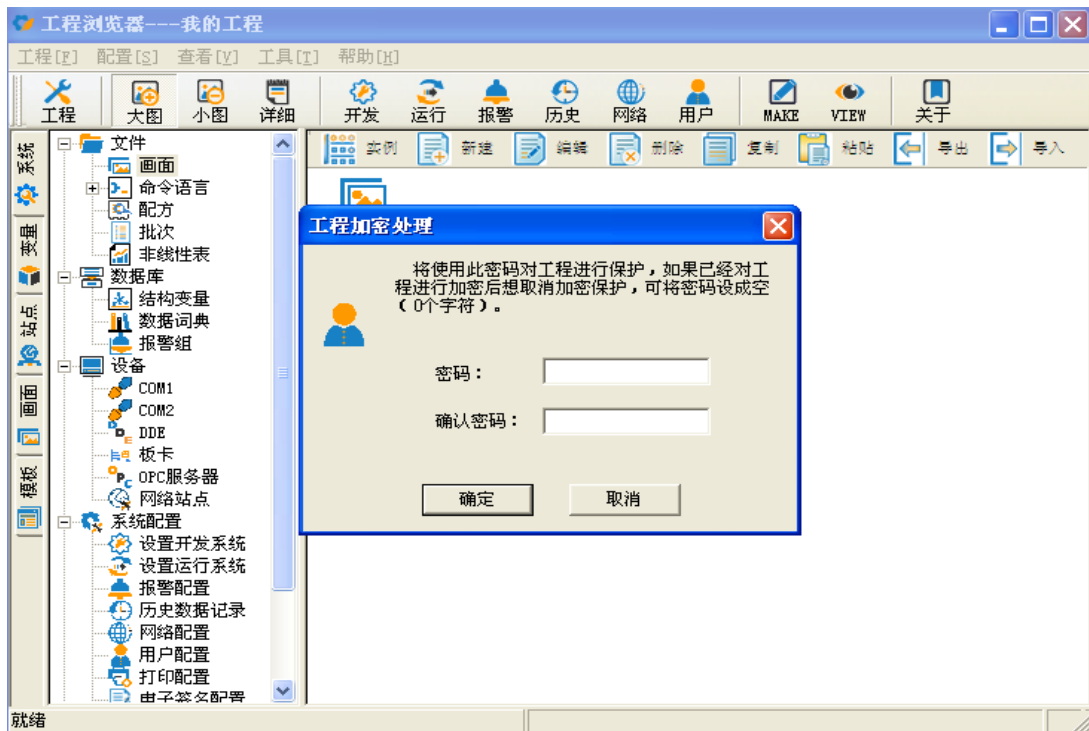 工程浏览器---我的工程
工程[F] 配置[S] 查看[V] 工具[T] 帮助[H]
工程 大图 小图 详细 开发 运行 报警 历史 网络 用户 MAKE VIEW 关于
实例 新建 编辑 删除 复制 粘贴 导出 导入
系统
变量
站点
画面
模板
文件
画面
命令语言
配方
批次
非线性表
数据库
结构变量
数据词典
报警组
设备
COM1
COM2
DDE
板卡
OPC服务器
网络站点
系统配置
设置开发系统
设置运行系统
报警配置
历史数据记录
网络配置
用户配置
打印配置
电子签名配置
工程加密处理
将使用此密码对工程进行保护，如果已经对工
程进行加密后想取消加密保护，可将密码设成空
（0个字符）。
密码：
确认密码：
确定 取消
就绪